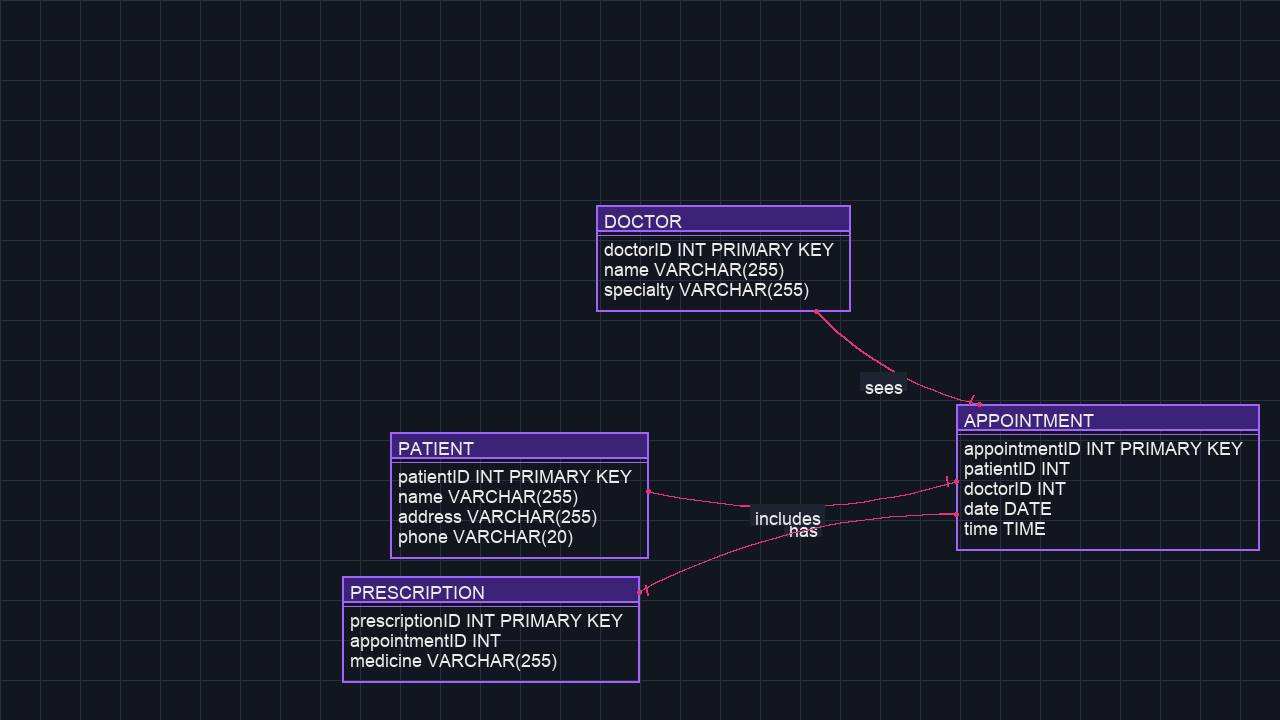 DOCTOR
doctorID INT PRIMARY KEY
name VARCHAR(255)
specialty VARCHAR(255)
sees
APPOINTMENT
appointmentID INT PRIMARY KEY
patientID INT
doctorID INT
date DATE
time TIME
PATIENT
patientID INT PRIMARY KEY
name VARCHAR(255)
address VARCHAR(255)
phone VARCHAR(20)
includes
has
PRESCRIPTION
prescriptionID INT PRIMARY KEY
appointmentID INT
medicine VARCHAR(255)